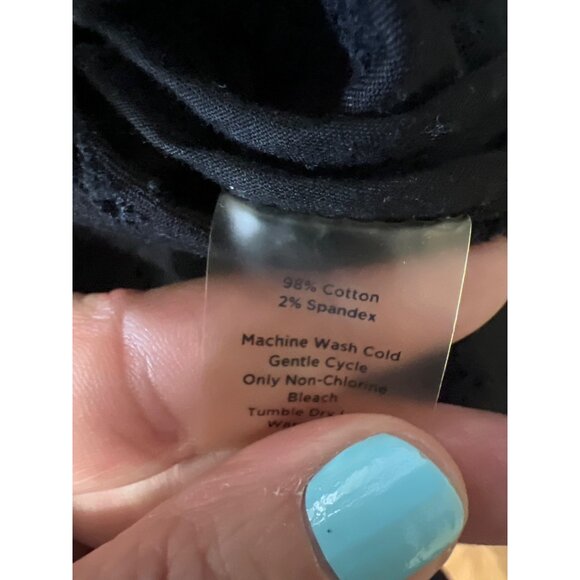 98% Cotton
2% Spandex
Machine Wash Cold
Gentle Cycle
Only Non-Chlorine
Bleach
Tumble Dry